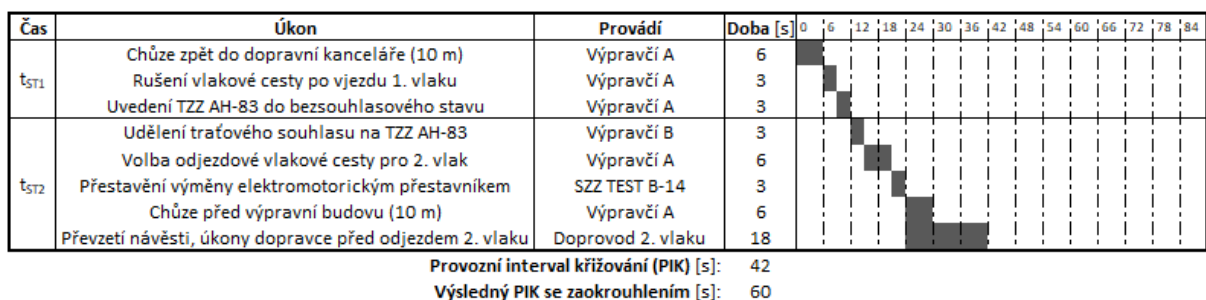 Čas Úkon Provádí Doba [s] 0 6 12 18 24 30 36 42 48 54 60 66 72 78 84
tST1
Chůze zpět do dopravní kanceláře (10 m) Výpravčí A 6
Rušení vlakové cesty po vjezdu 1. vlaku Výpravčí A 3
Uvedení TZZ AH-83 do bezsouhlasového stavu Výpravčí A 3
tST2
Udělení traťového souhlasu na TZZ AH-83 Výpravčí B 3
Volba odjezdové vlakové cesty pro 2. vlak Výpravčí A 6
Přestavění výměny elektromotorickým přestavníkem SZZ TEST B-14 3
Chůze před výpravní budovu (10 m) Výpravčí A 6
Převzetí návěsti, úkony dopravce před odjezdem 2. vlaku Doprovod 2. vlaku 18
Provozní interval křižování (PIK) [s]: 42
Výsledný PIK se zaokrouhlením [s]: 60